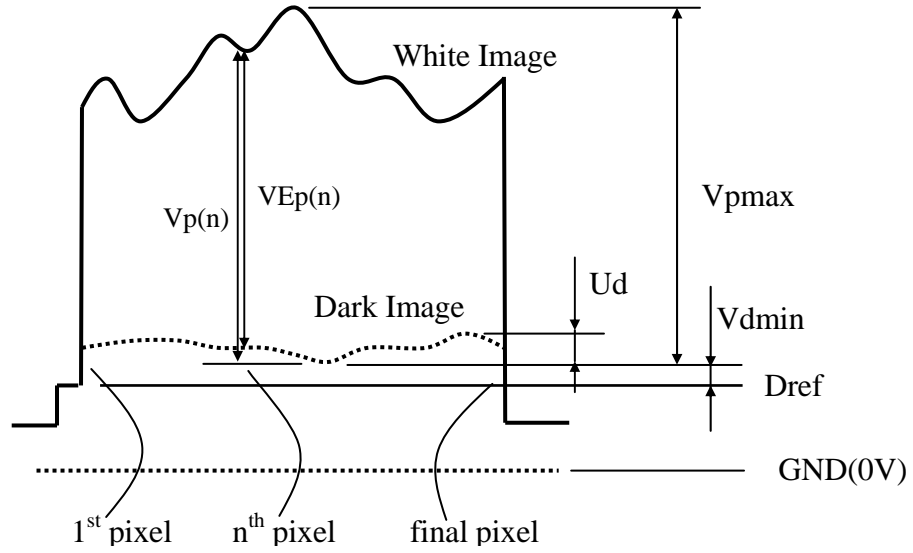 White Image
VEp(n)
Vp(n)
Vpmax
Ud
Dark Image
Vdmin
Dref
GND(0V)
1st pixel
nth pixel
final pixel